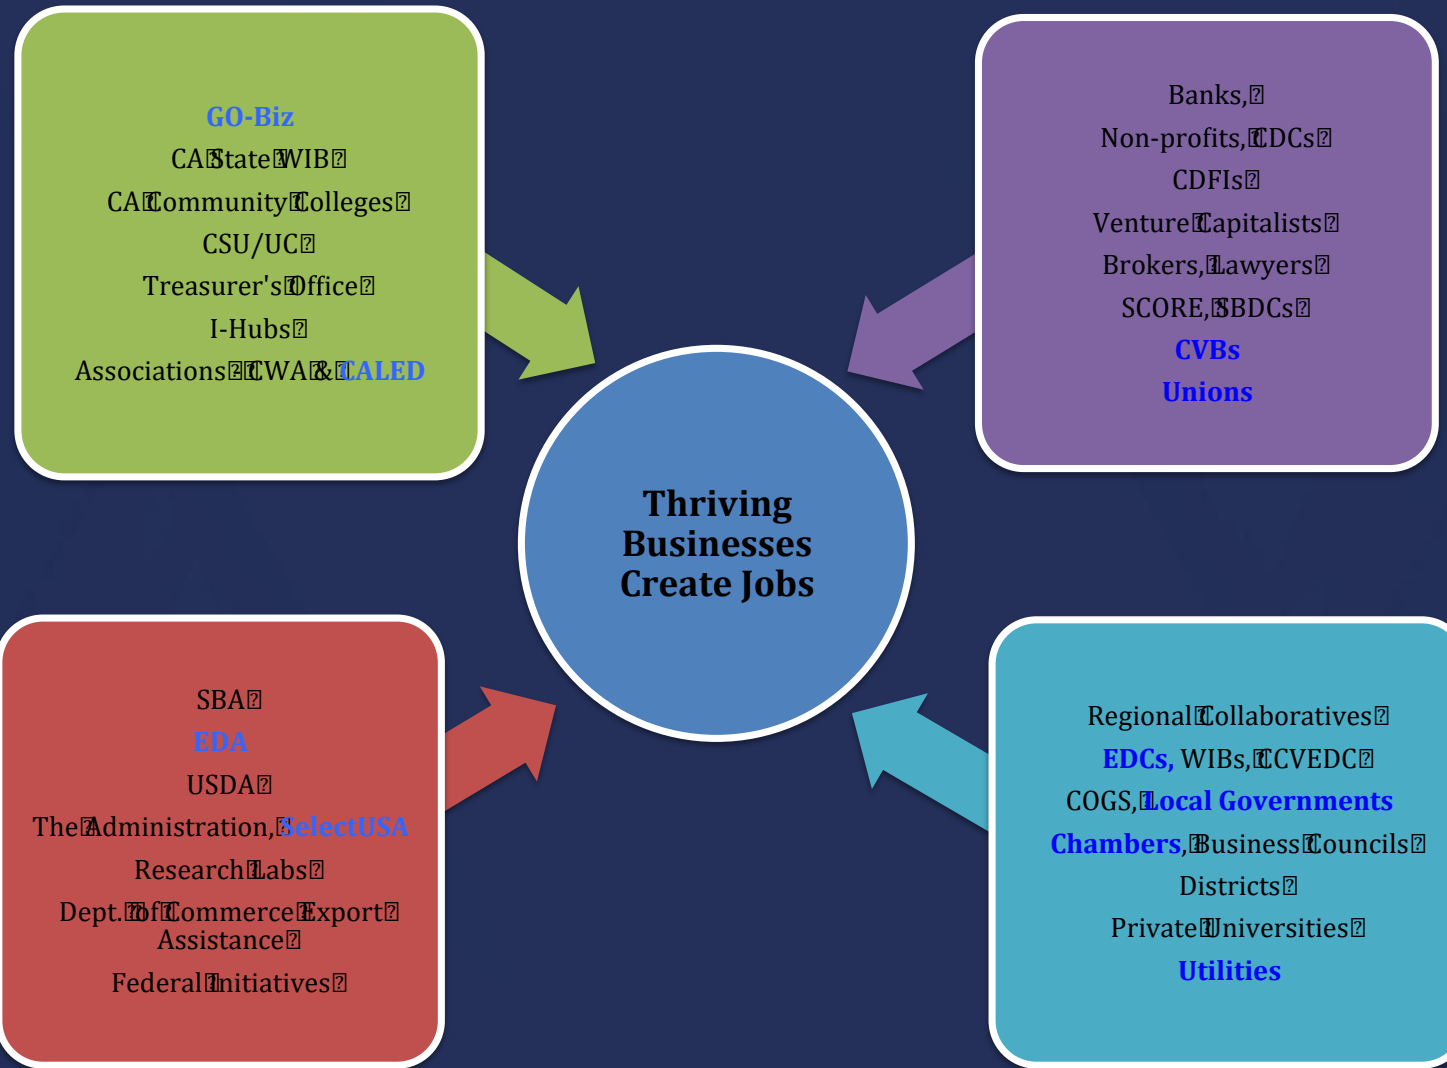 GO-Biz
CA State WIB
CA Community Colleges
CSU/UC
Treasurer's Office
I-Hubs
Associations - CWA & CALED
Banks,
Non-profits, CDCs
CDFIs
Venture Capitalists
Brokers, Lawyers
SCORE, SBDCs
CVBs
Unions
Thriving
Businesses
Create Jobs
SBA
EDA
USDA
The Administration, SelectUSA
Research Labs
Dept. of Commerce Export
Assistance
Federal Initiatives
Regional Collaboratives
EDCs, WIBs, CCVEDC
COGS, Local Governments
Chambers, Business Councils
Districts
Private Universities
Utilities